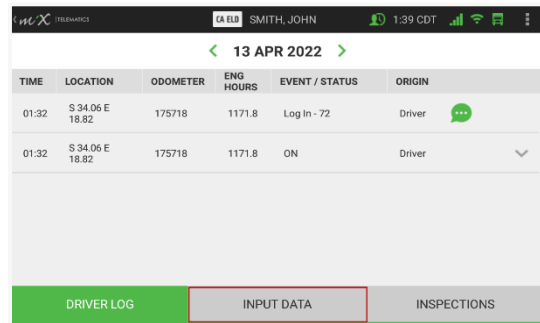 miX TELEMATICS CA ELD SMITH, JOHN 1:39 CDT
13 APR 2022
TIME LOCATION ODOMETER ENG HOURS EVENT / STATUS ORIGIN
01:32 S 34.06 E 18.82 175718 1171.8 Log In - 72 Driver
01:32 S 34.06 E 18.82 175718 1171.8 ON Driver
DRIVER LOG INPUT DATA INSPECTIONS